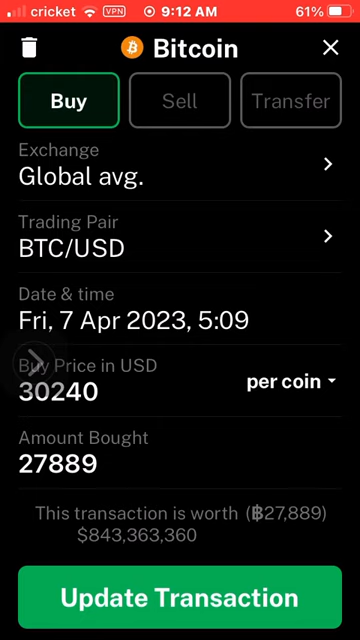 cricket VPN 9:12 AM 61%
Bitcoin
Buy Sell Transfer
Exchange
Global avg.
Trading Pair
BTC/USD
Date & time
Fri, 7 Apr 2023, 5:09
Buy Price in USD
30240 per coin
Amount Bought
27889
This transaction is worth (฿27,889)
$843,363,360
Update Transaction